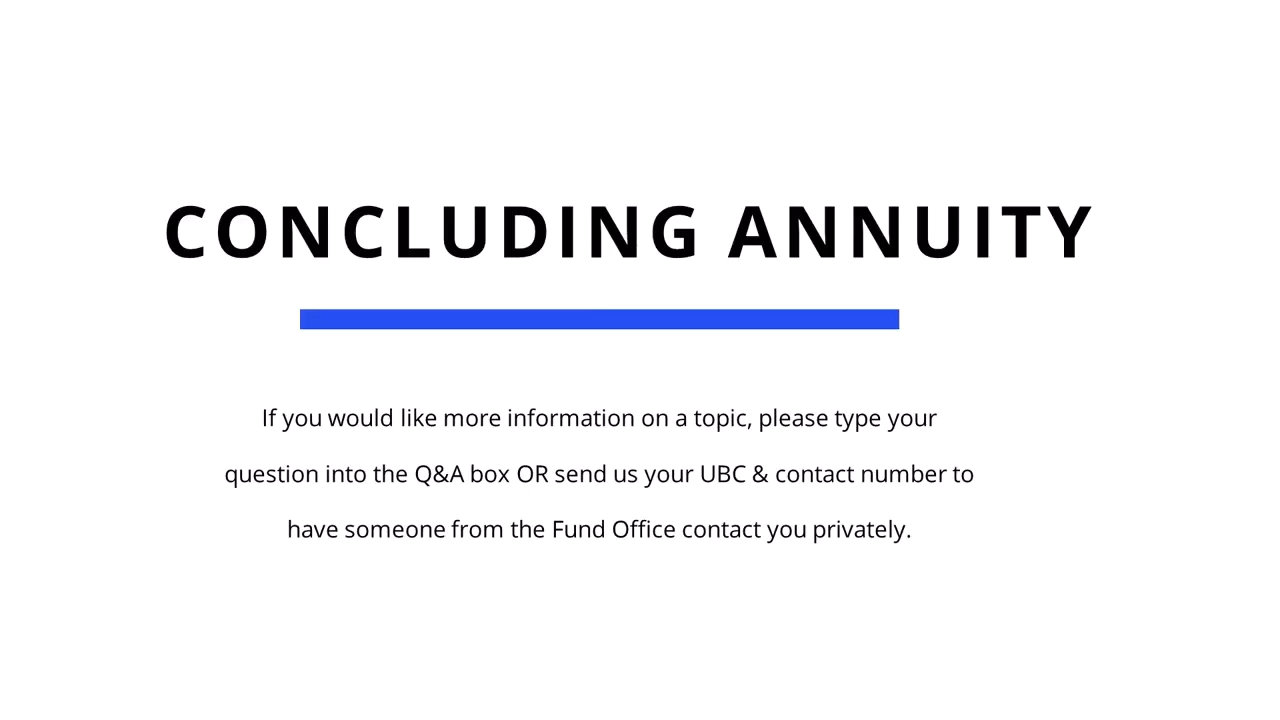 CONCLUDING ANNUITY
If you would like more information on a topic, please type your
question into the Q&A box OR send us your UBC & contact number to
have someone from the Fund Office contact you privately.